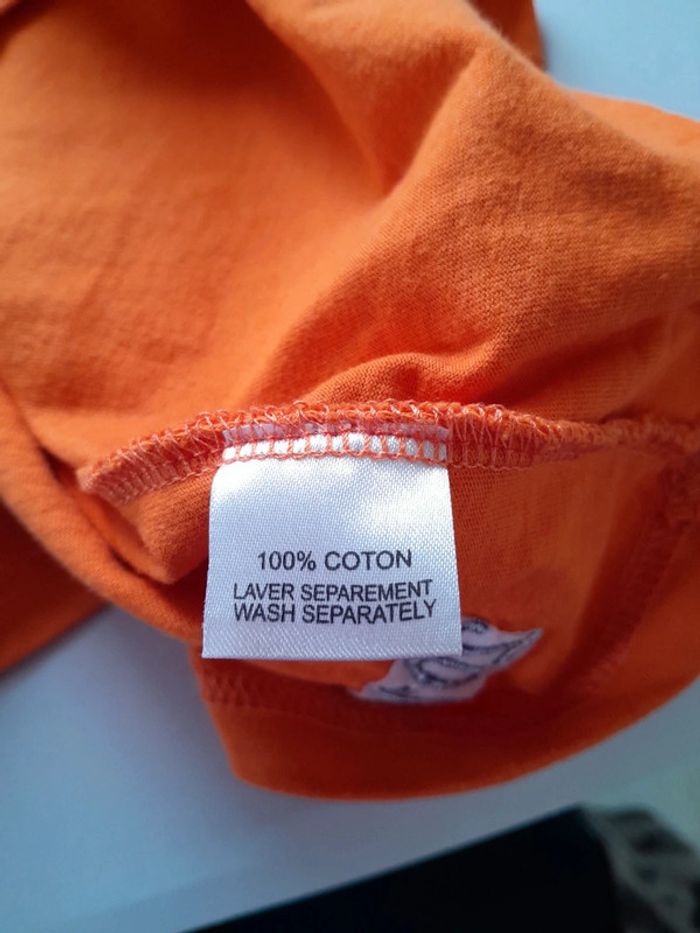 100% COTON
LAVER SEPAREMENT
WASH SEPARATELY